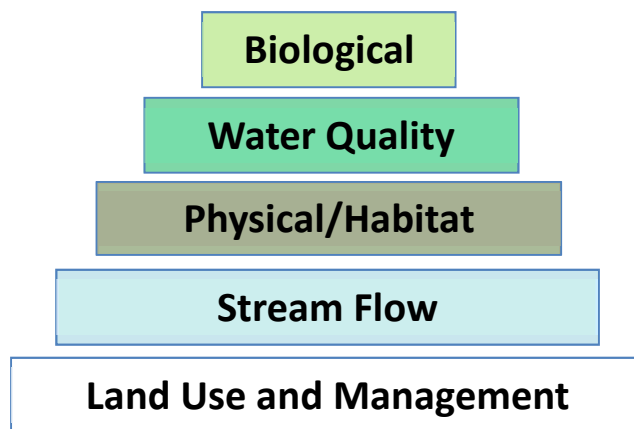 Biological
Water Quality
Physical/Habitat
Stream Flow
Land Use and Management